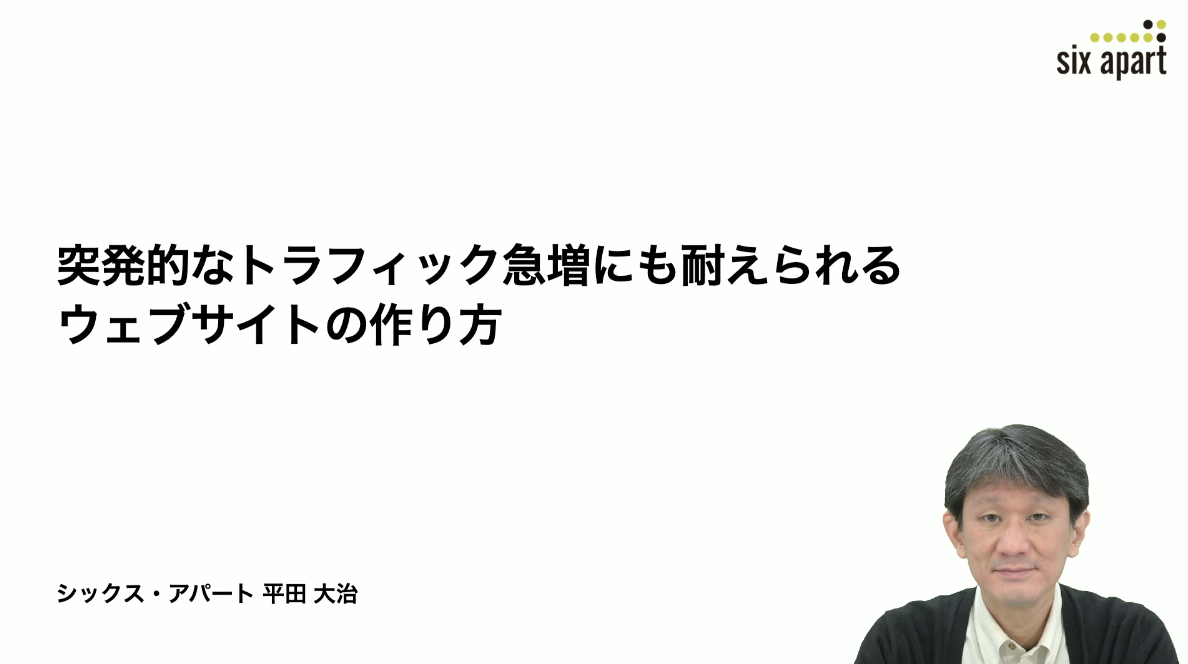 six apart
突発的なトラフィック急増にも耐えられる
ウェブサイトの作り方
シックス・アパート 平田 大治